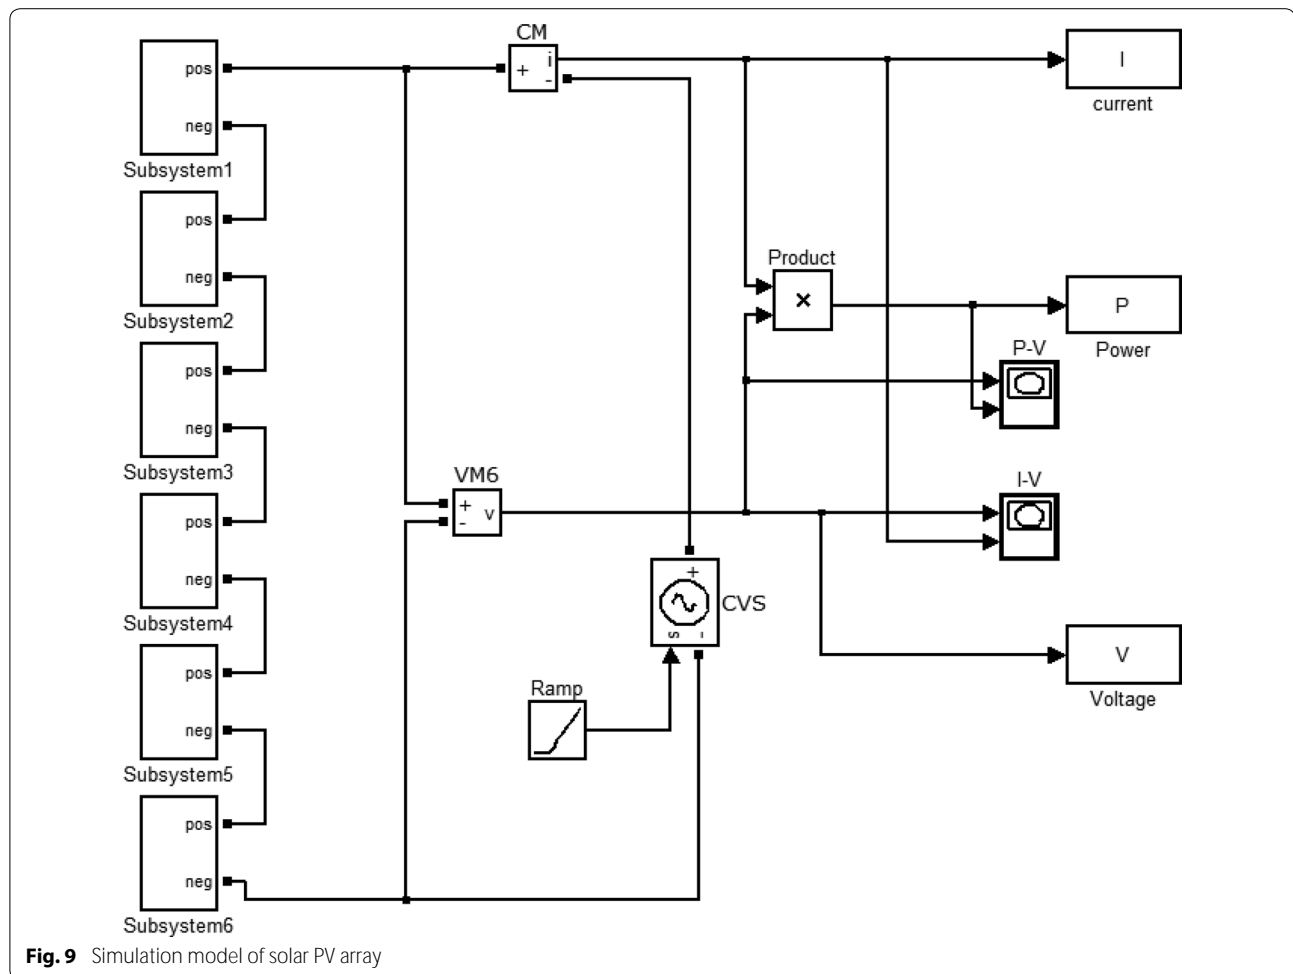 CM
pos
+
i
-
I
neg
current
Subsystem1
pos
neg
Product
×
Subsystem2
P
Power
pos
P-V
neg
Subsystem3
VM6
I-V
pos
+
-
v
neg
+
CVS
s
-
Subsystem4
V
pos
Ramp
Voltage
neg
Subsystem5
pos
neg
Subsystem6
Fig. 9 Simulation model of solar PV array